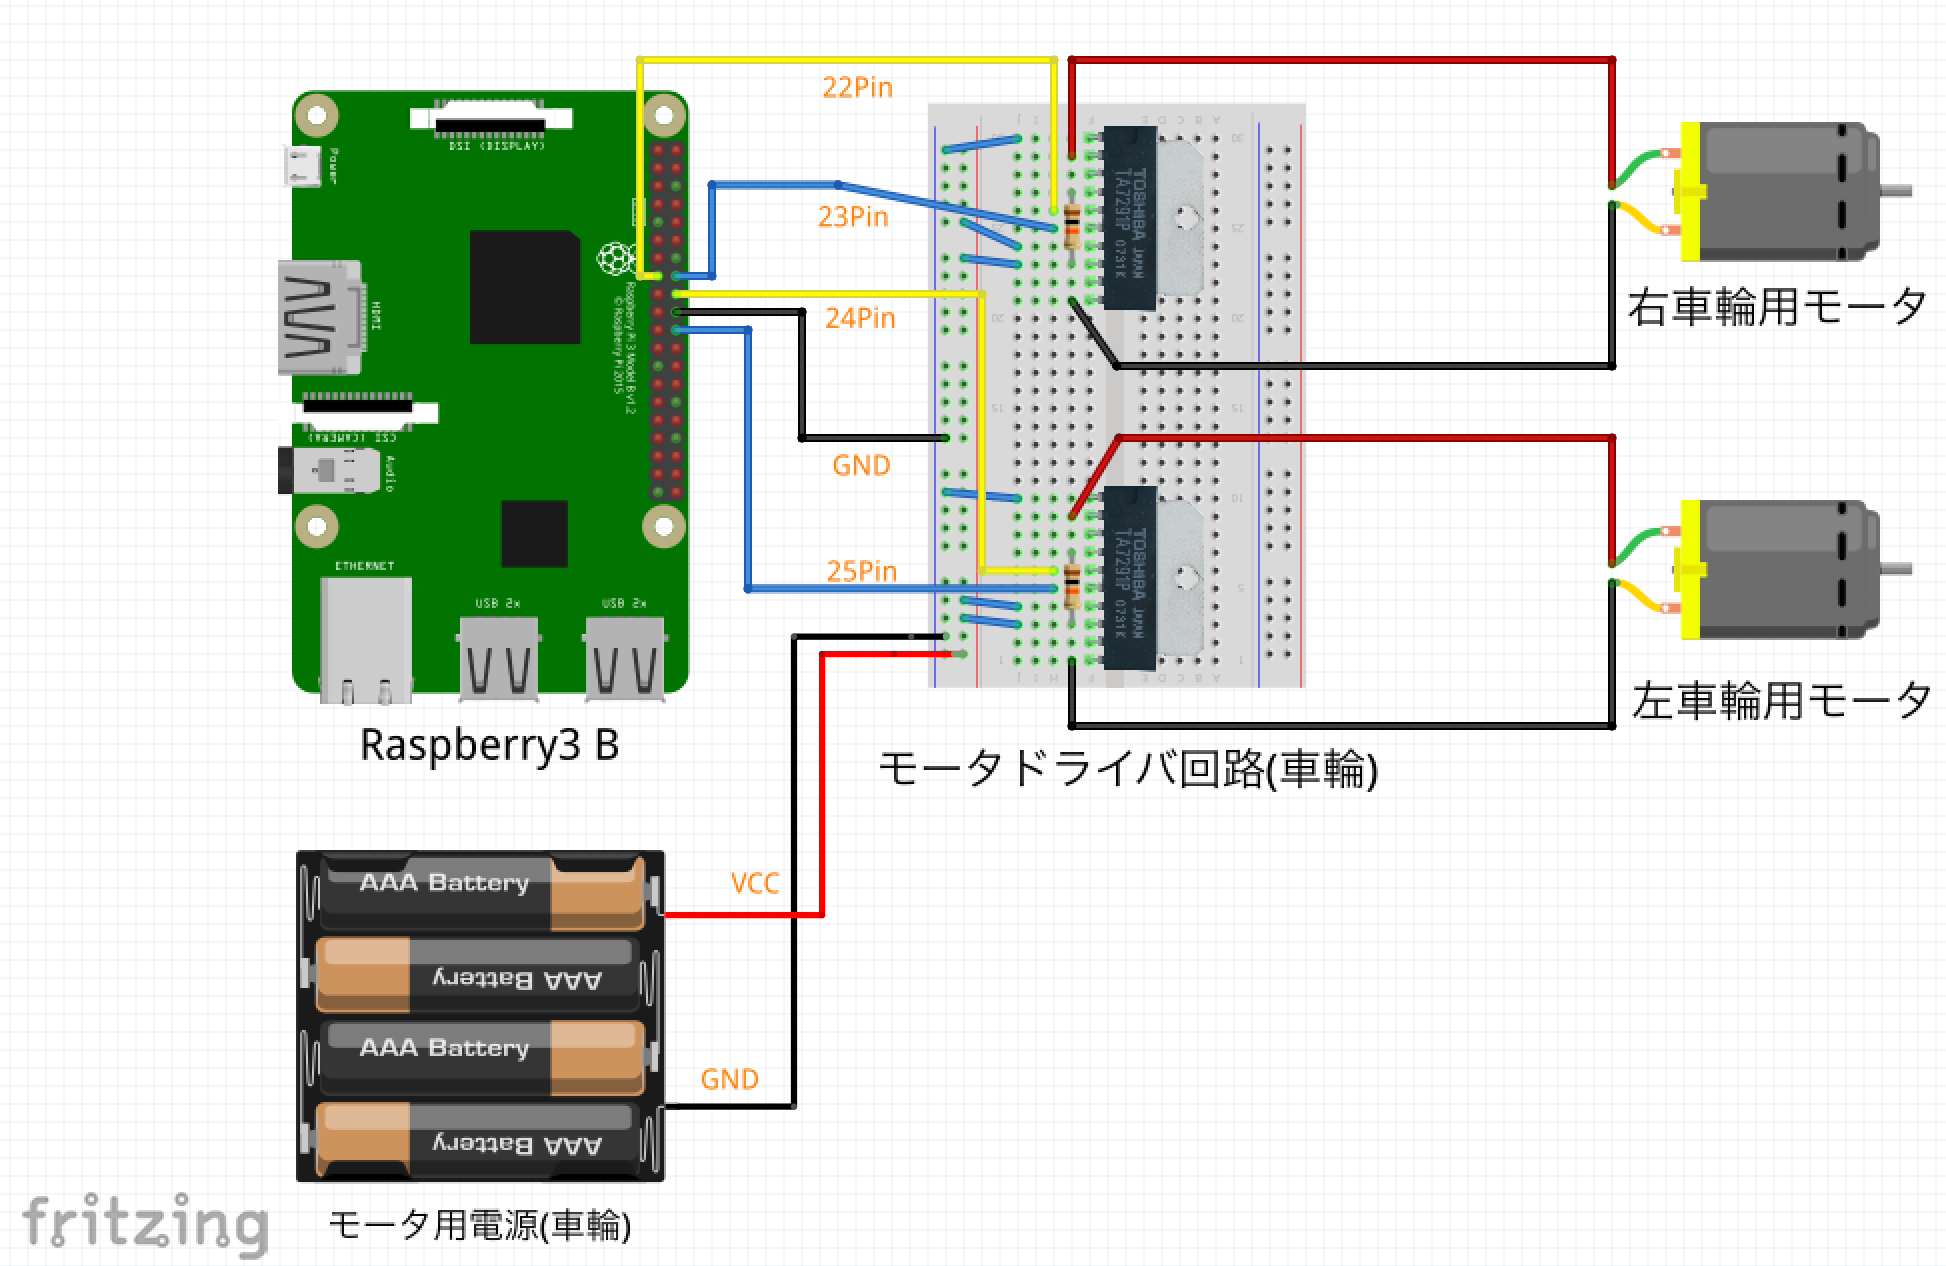 22Pin
DSI (DISPLAY)
Power
23Pin
TOSHIBA JAPAN
TA7291P 0731K
HDMI
Raspberry Pi 3 Model B v1.2
© Raspberry Pi 2015
24Pin
右車輪用モータ
CSI (CAMERA)
Audio
GND
TOSHIBA JAPAN
TA7291P 0731K
25Pin
ETHERNET
USB 2x
USB 2x
左車輪用モータ
Raspberry3 B
モータドライバ回路(車輪)
VCC
AAA Battery
AAA Battery
AAA Battery
GND
AAA Battery
モータ用電源(車輪)
fritzing